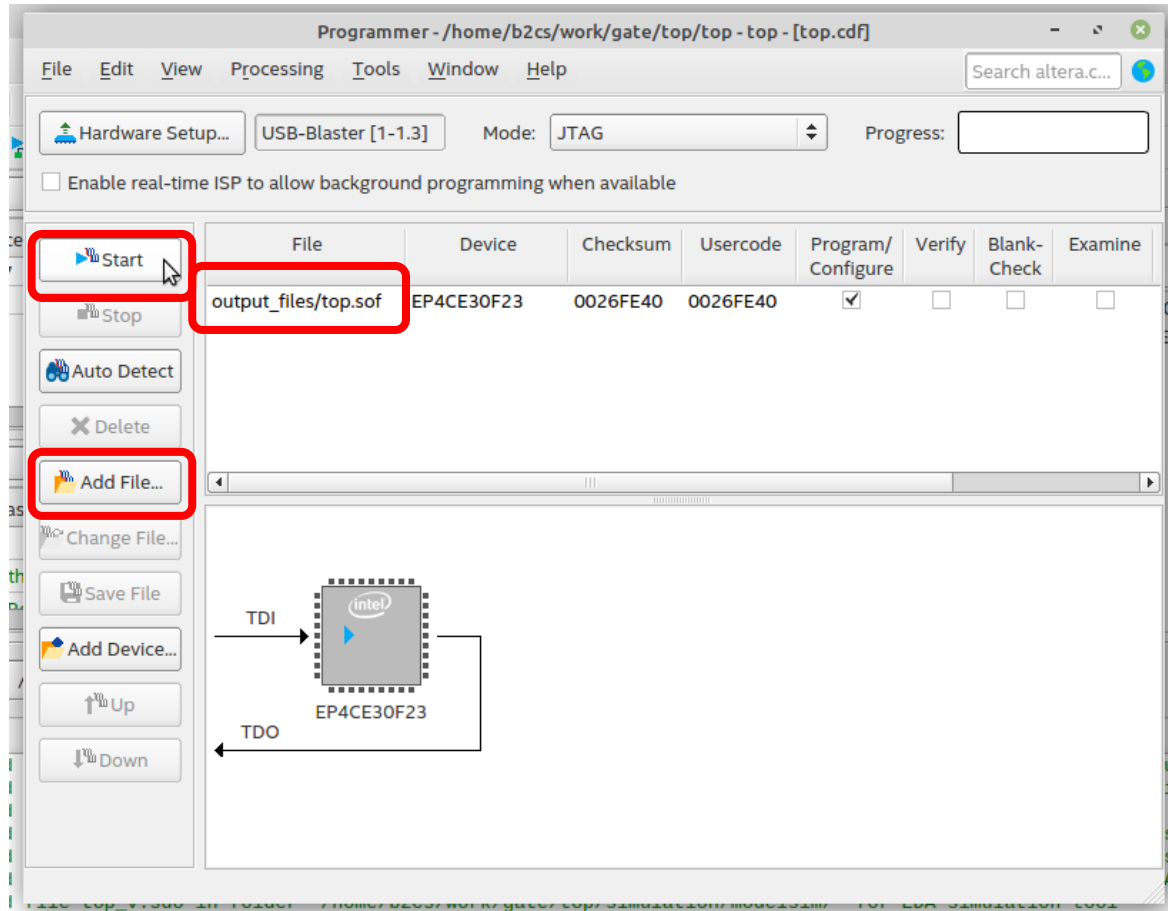 Programmer - /home/b2cs/work/gate/top/top - top - [top.cdf]
File Edit View Processing Tools Window Help
Search altera.c...
Hardware Setup... USB-Blaster [1-1.3] Mode: JTAG Progress:
Enable real-time ISP to allow background programming when available
Start
Stop
Auto Detect
Delete
Add File...
Change File...
Save File
Add Device...
Up
Down
File Device Checksum Usercode Program/ Configure Verify Blank- Check Examine
output_files/top.sof EP4CE30F23 0026FE40 0026FE40
TDI
intel
EP4CE30F23
TDO